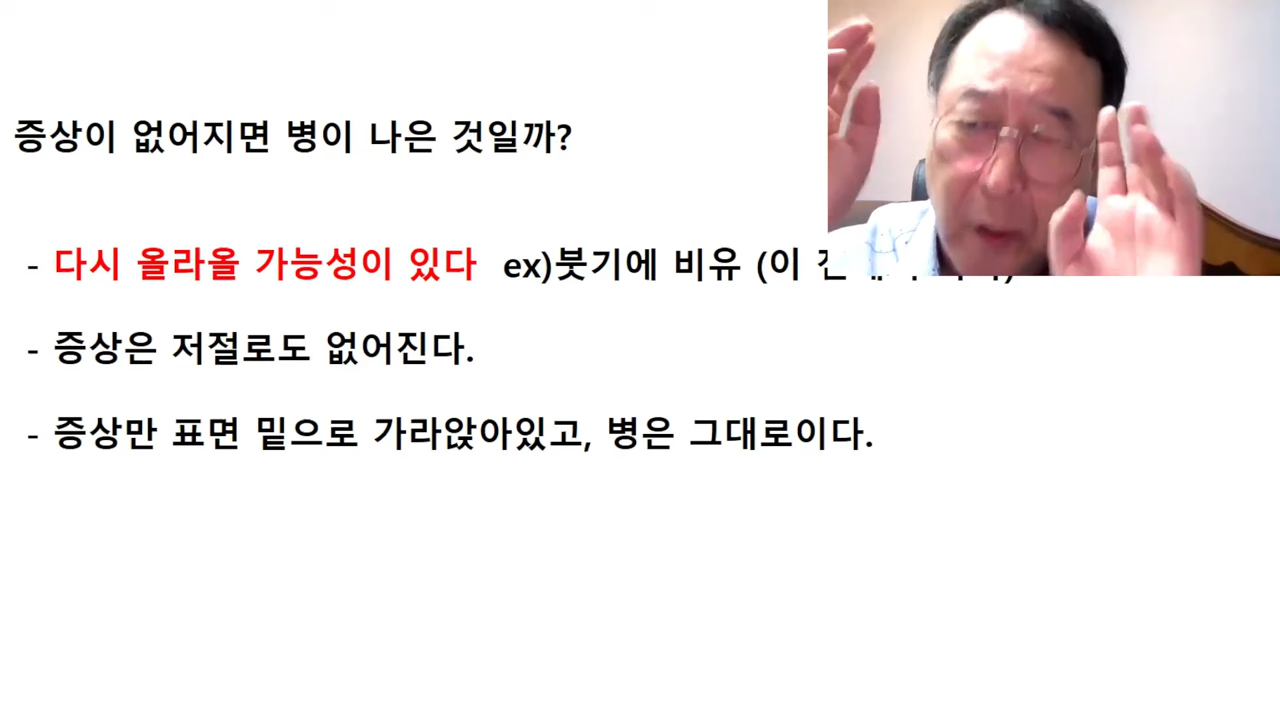 증상이 없어지면 병이 나은 것일까?
- 다시 올라올 가능성이 있다 ex)붓기에 비유 (이
- 증상은 저절로도 없어진다.
- 증상만 표면 밑으로 가라앉아있고, 병은 그대로이다.